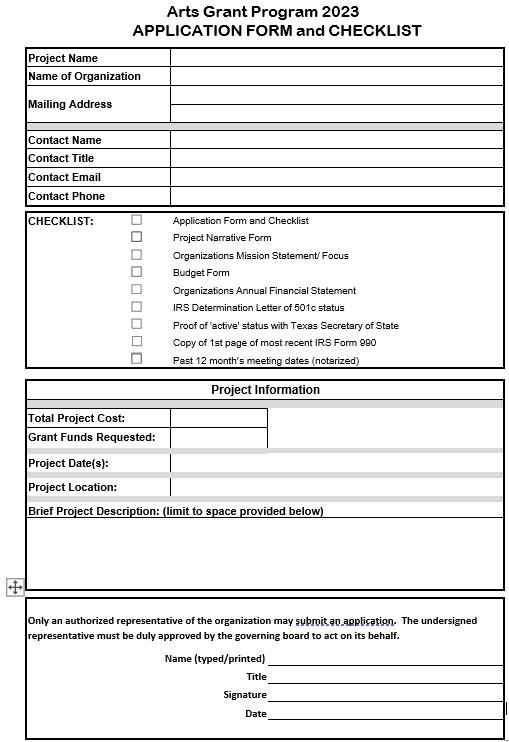 Arts Grant Program 2023
APPLICATION FORM and CHECKLIST
Project Name
Name of Organization
Mailing Address
Contact Name
Contact Title
Contact Email
Contact Phone
CHECKLIST:
Application Form and Checklist
Project Narrative Form
Organizations Mission Statement/ Focus
Budget Form
Organizations Annual Financial Statement
IRS Determination Letter of 501c status
Proof of 'active' status with Texas Secretary of State
Copy of 1st page of most recent IRS Form 990
Past 12 month's meeting dates (notarized)
Project Information
Total Project Cost:
Grant Funds Requested:
Project Date(s):
Project Location:
Brief Project Description: (limit to space provided below)
Only an authorized representative of the organization may submit an application. The undersigned
representative must be duly approved by the governing board to act on its behalf.
Name (typed/printed)
Title
Signature
Date